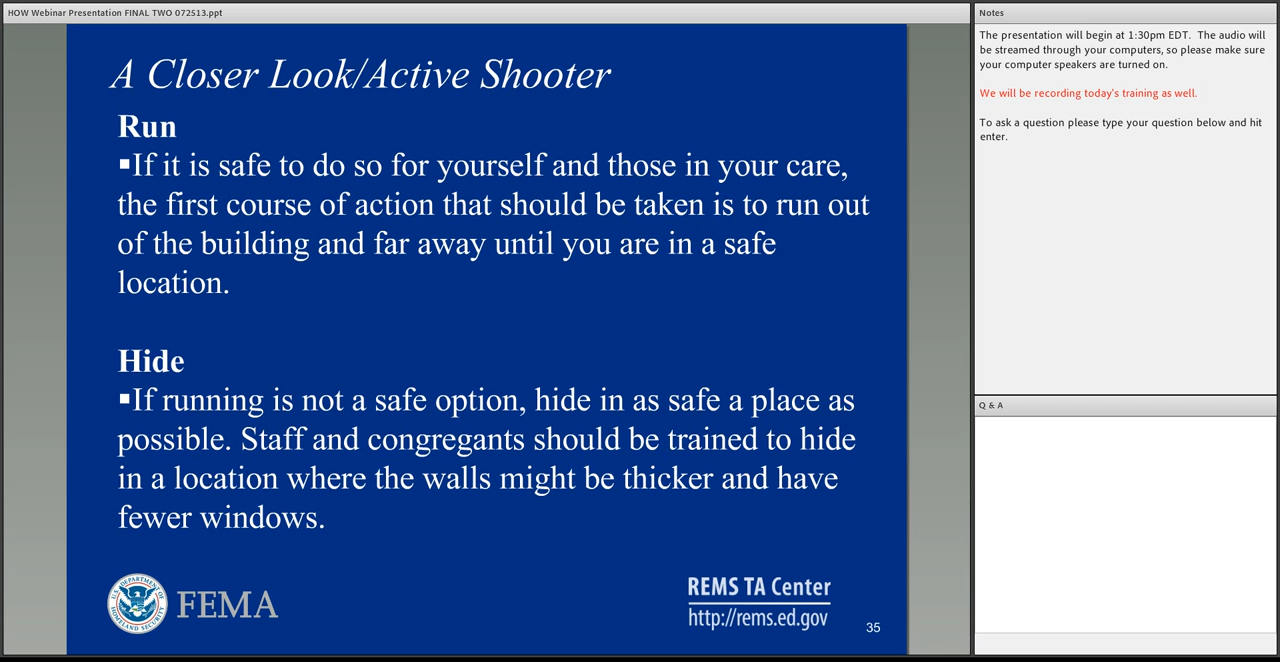 HOW Webinar Presentation FINAL TWO 072513.ppt
A Closer Look/Active Shooter
Run
▪If it is safe to do so for yourself and those in your care,
the first course of action that should be taken is to run out
of the building and far away until you are in a safe
location.
Hide
▪If running is not a safe option, hide in as safe a place as
possible. Staff and congregants should be trained to hide
in a location where the walls might be thicker and have
fewer windows.
U.S. DEPARTMENT OF
HOMELAND SECURITY
FEMA
REMS TA Center
http://rems.ed.gov
35
Notes
The presentation will begin at 1:30pm EDT.  The audio will
be streamed through your computers, so please make sure
your computer speakers are turned on.
We will be recording today's training as well.
To ask a question please type your question below and hit
enter.
Q & A